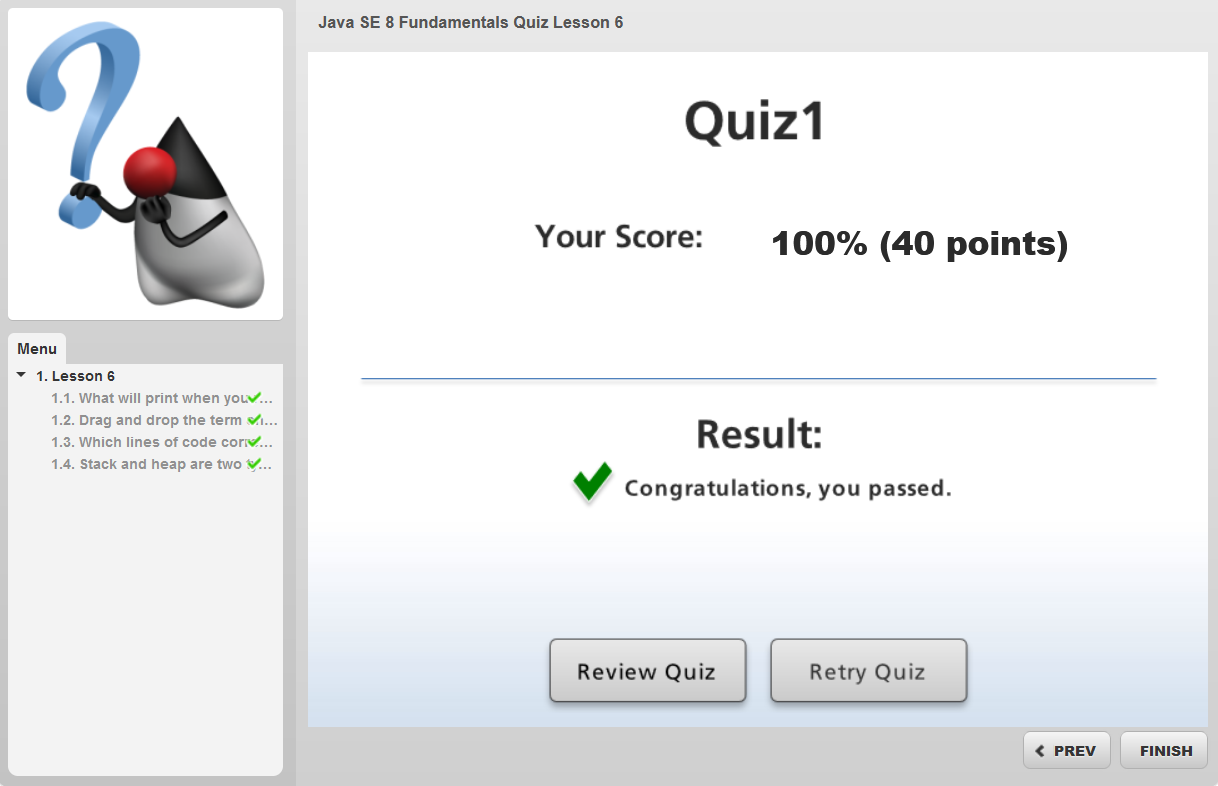 Java SE 8 Fundamentals Quiz Lesson 6
Quiz1
Your Score: 100% (40 points)
Result:
Congratulations, you passed.
Review Quiz
Retry Quiz
PREV
FINISH
Menu
1. Lesson 6
1.1. What will print when you...
1.2. Drag and drop the term ...
1.3. Which lines of code ...
1.4. Stack and heap are two ...